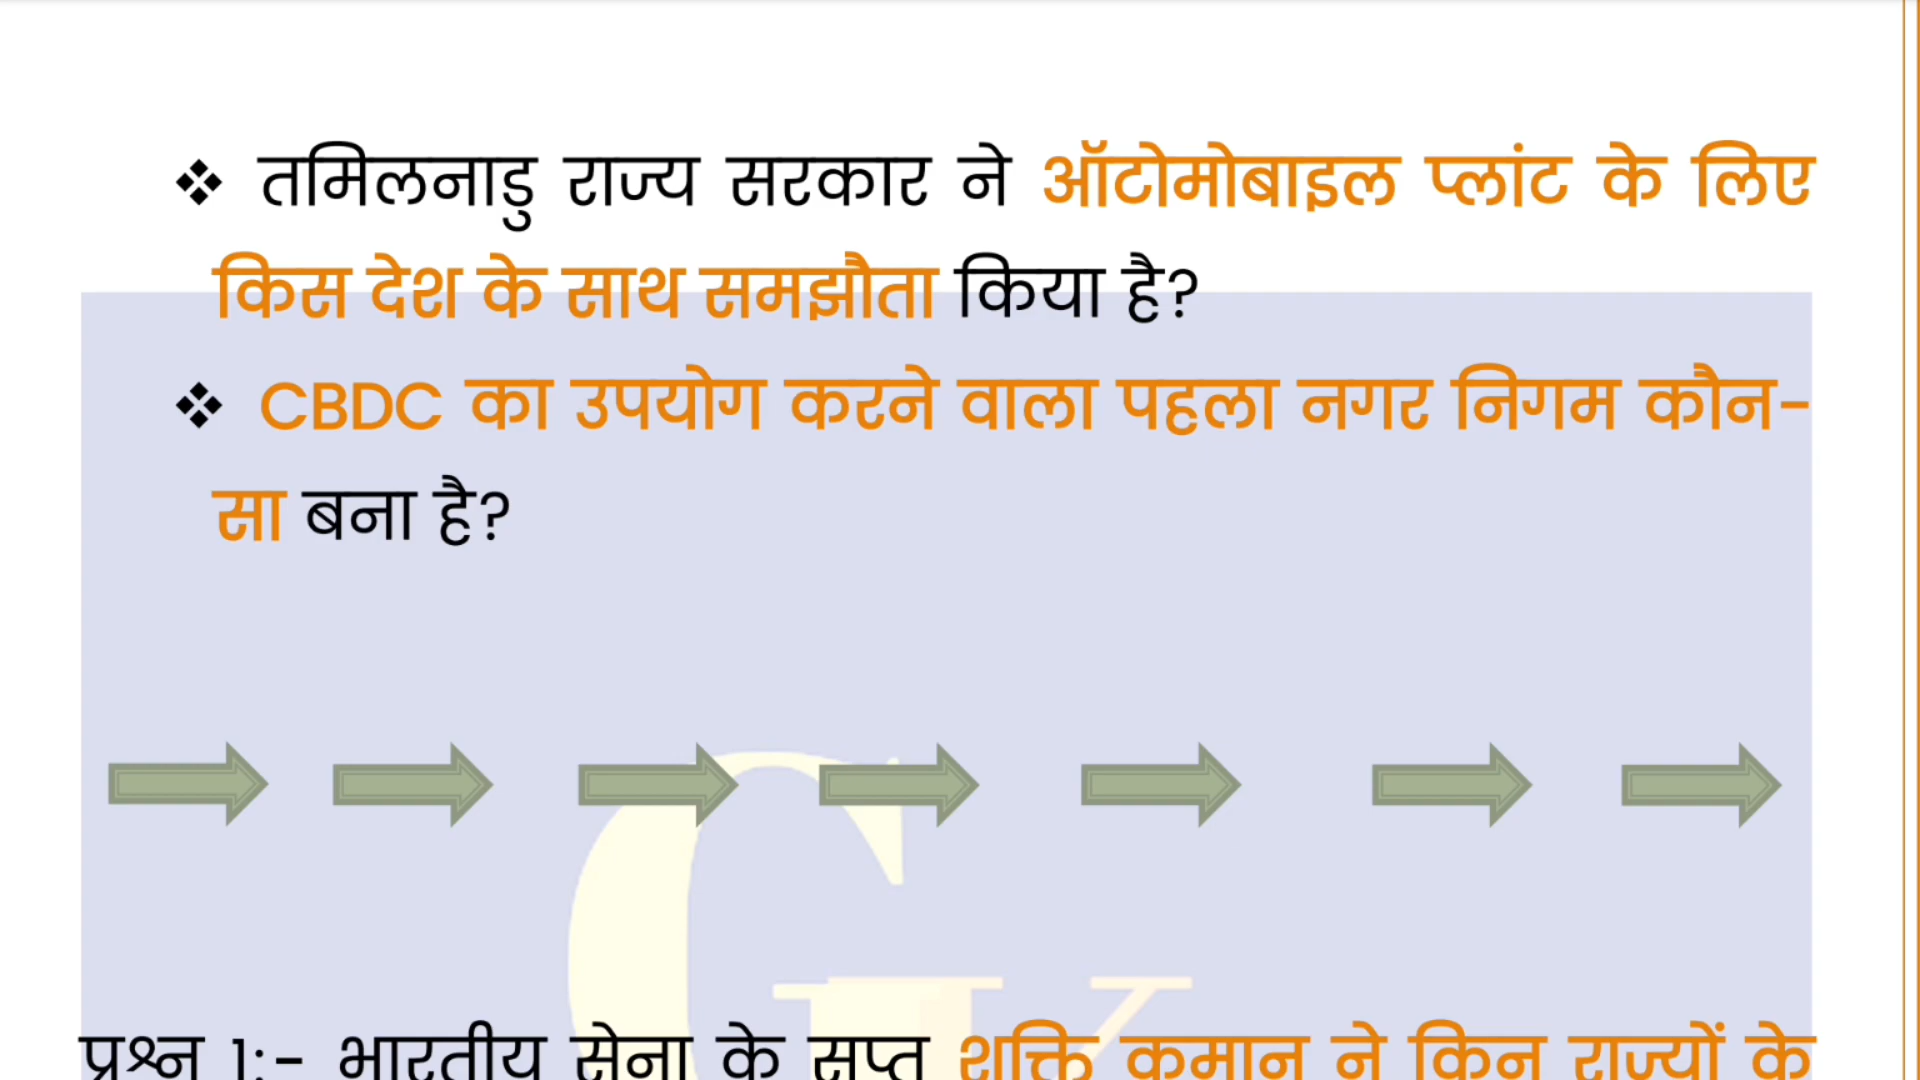 ❖ तमिलनाडु राज्य सरकार ने ऑटोमोबाइल प्लांट के लिए
किस देश के साथ समझौता किया है?
❖ CBDC का उपयोग करने वाला पहला नगर निगम कौन-
सा बना है?
GK
प्रश्न 1:- भारतीय सेना के सप्त शक्ति कमान ने किन राज्यों के